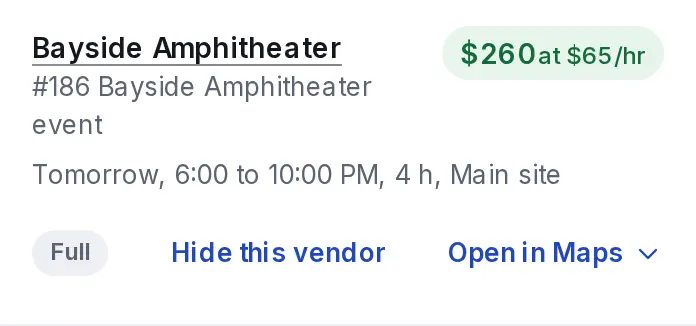 Bayside Amphitheater
$260 at $65/hr
#186 Bayside Amphitheater
event
Tomorrow, 6:00 to 10:00 PM, 4 h, Main site
Full
Hide this vendor
Open in Maps